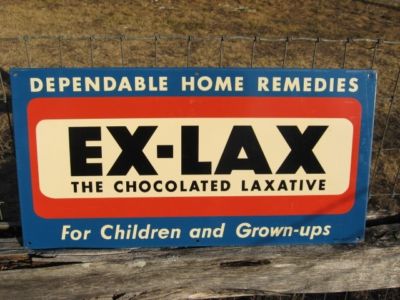 DEPENDABLE HOME REMEDIES
EX-LAX
THE CHOCOLATED LAXATIVE
For Children and Grown-ups